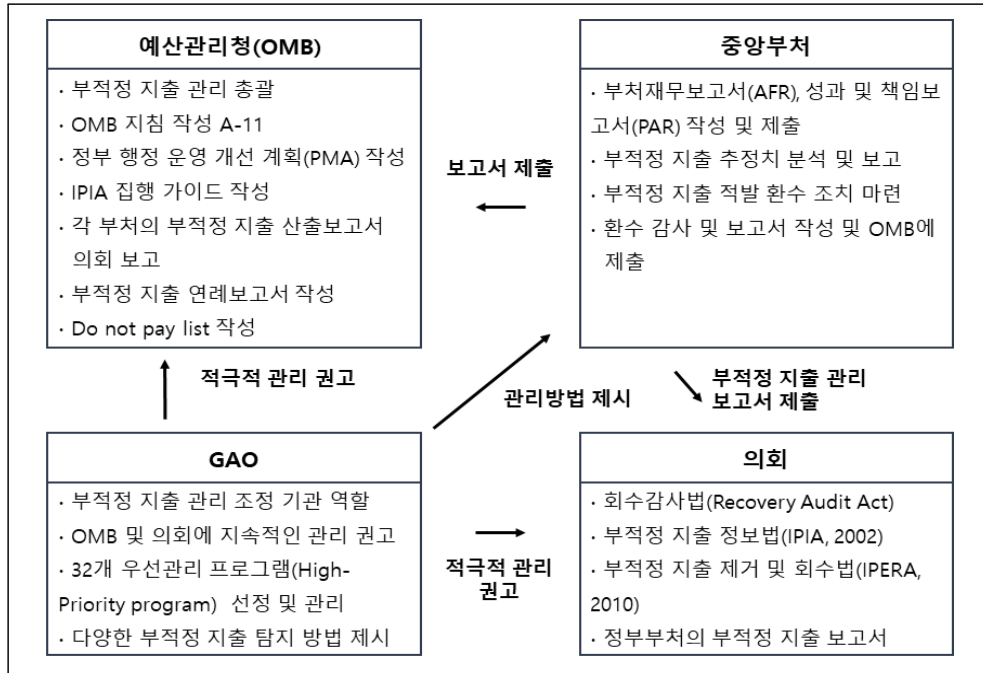 예산관리청(OMB)
· 부적정 지출 관리 총괄
· OMB 지침 작성 A-11
· 정부 행정 운영 개선 계획(PMA) 작성
· IPIA 집행 가이드 작성
· 각 부처의 부적정 지출 산출보고서
의회 보고
· 부적정 지출 연례보고서 작성
· Do not pay list 작성
보고서 제출
중앙부처
· 부처재무보고서(AFR), 성과 및 책임보
고서(PAR) 작성 및 제출
· 부적정 지출 추정치 분석 및 보고
· 부적정 지출 적발 환수 조치 마련
· 환수 감사 및 보고서 작성 및 OMB에
제출
적극적 관리 권고
관리방법 제시
부적정 지출 관리
보고서 제출
GAO
· 부적정 지출 관리 조정 기관 역할
· OMB 및 의회에 지속적인 관리 권고
· 32개 우선관리 프로그램(High-
Priority program) 선정 및 관리
· 다양한 부적정 지출 탐지 방법 제시
적극적 관리
권고
의회
· 회수감사법(Recovery Audit Act)
· 부적정 지출 정보법(IPIA, 2002)
· 부적정 지출 제거 및 회수법(IPERA,
2010)
· 정부부처의 부적정 지출 보고서